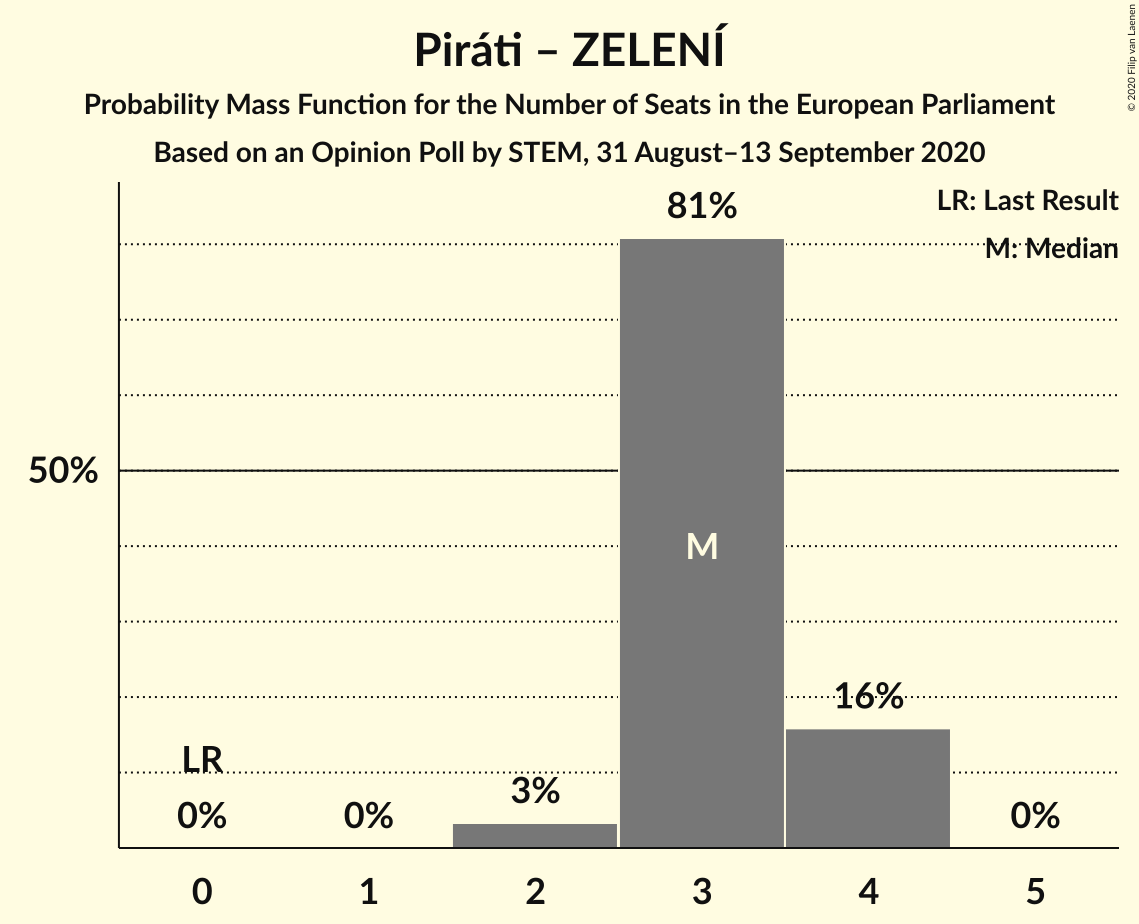 Piráti – ZELENÍ
Probability Mass Function for the Number of Seats in the European Parliament
Based on an Opinion Poll by STEM, 31 August–13 September 2020
© 2020 Filip van Laenen
LR: Last Result
M: Median
81%
50%
M
16%
LR
3%
0%
0%
0%
0
1
2
3
4
5